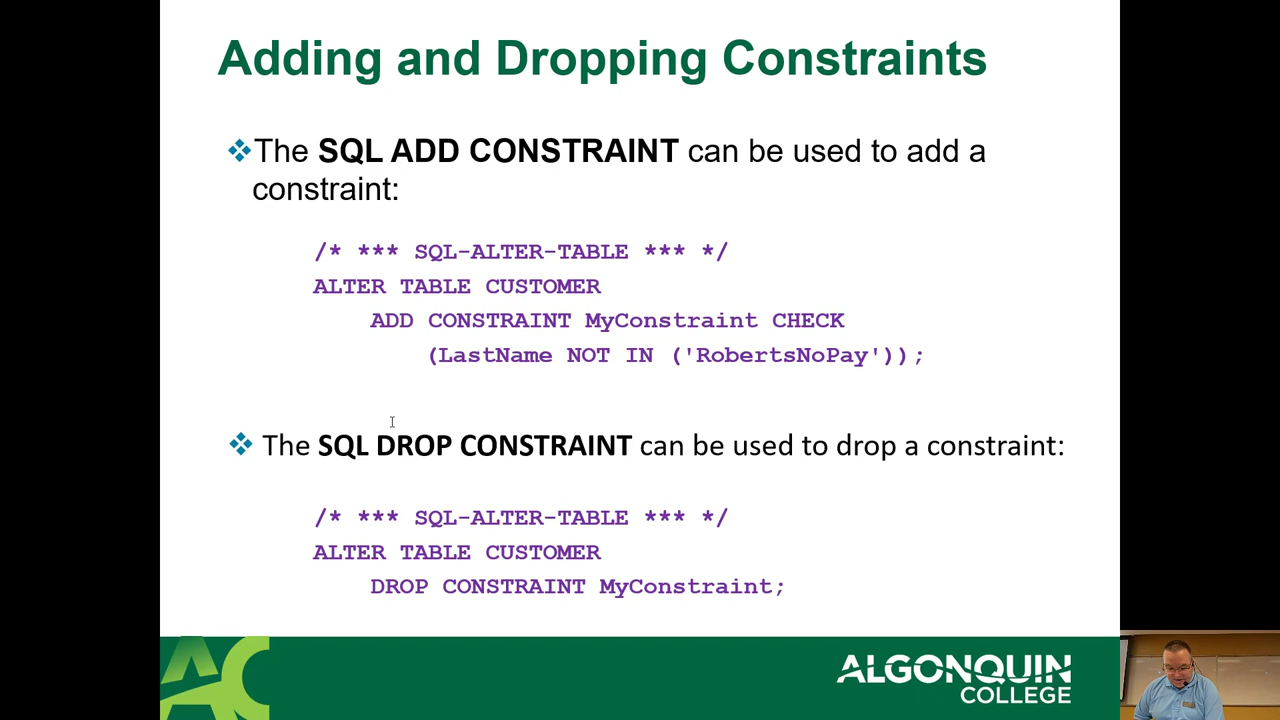 Adding and Dropping Constraints
The SQL ADD CONSTRAINT can be used to add a
constraint:
/* *** SQL-ALTER-TABLE *** */
ALTER TABLE CUSTOMER
ADD CONSTRAINT MyConstraint CHECK
(LastName NOT IN ('RobertsNoPay'));
The SQL DROP CONSTRAINT can be used to drop a constraint:
/* *** SQL-ALTER-TABLE *** */
ALTER TABLE CUSTOMER
DROP CONSTRAINT MyConstraint;
AC
ALGONQUIN
COLLEGE